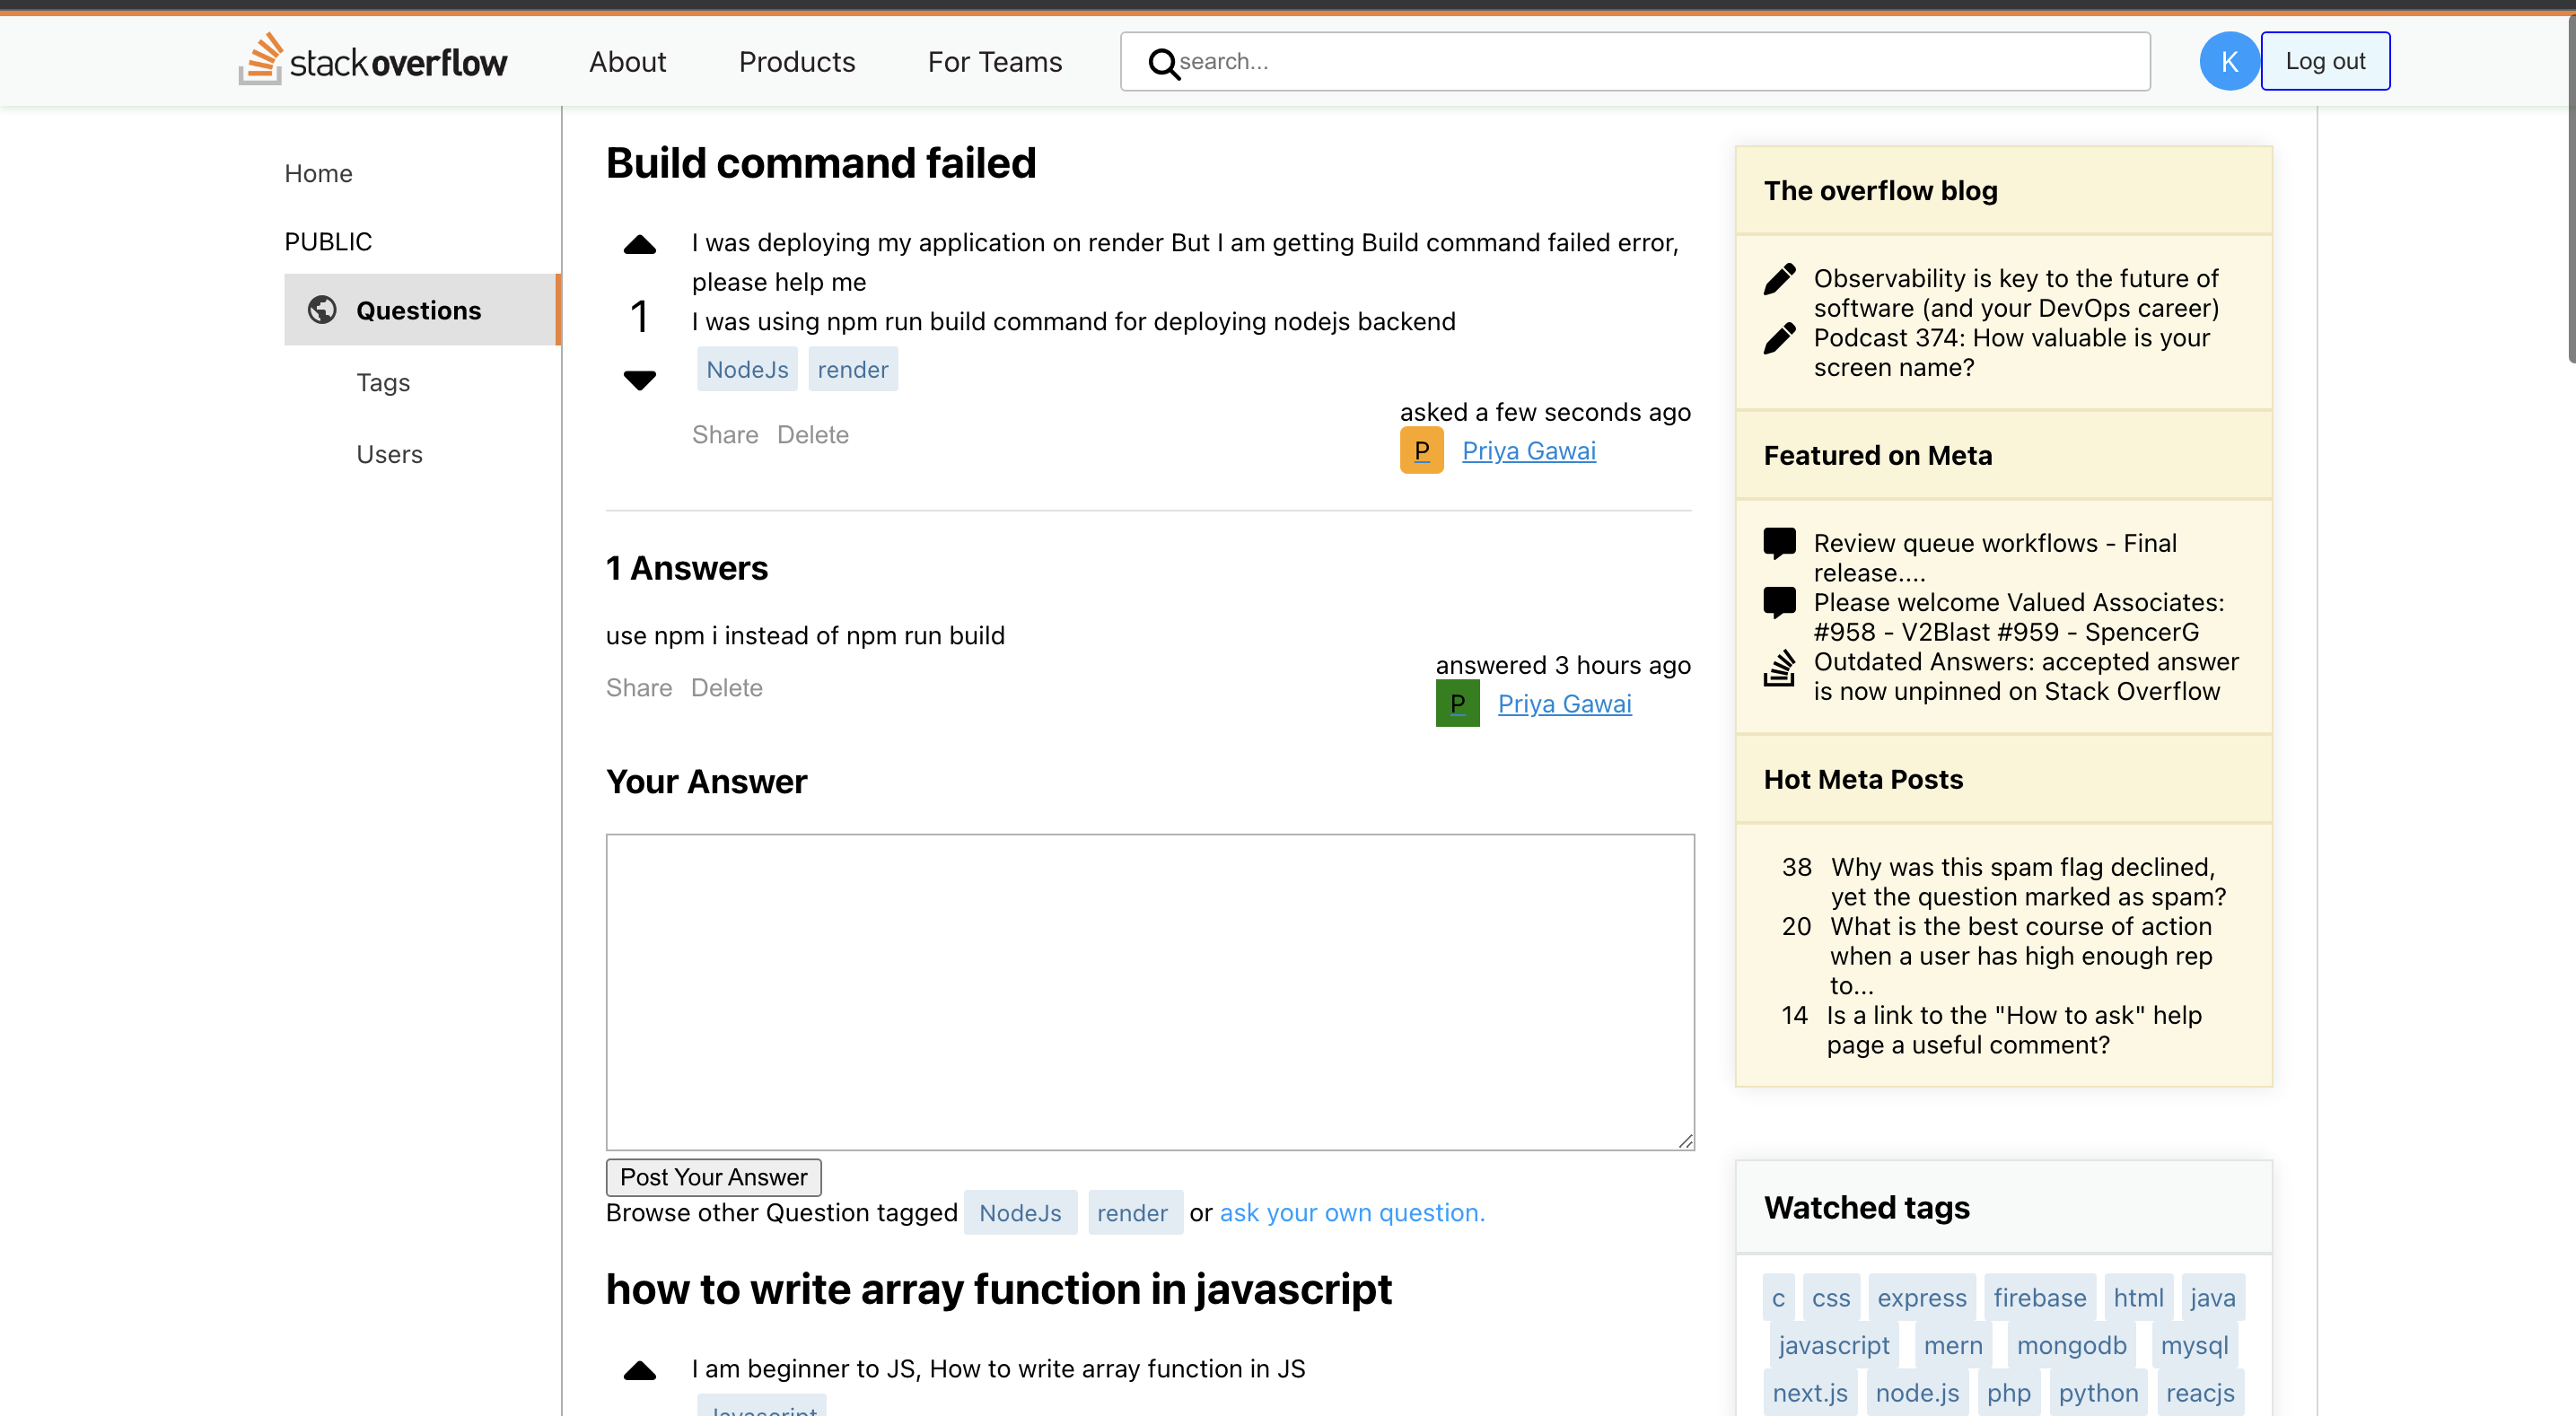 stackoverflow
About
Products
For Teams
search...
K
Log out
Home
PUBLIC
Questions
Tags
Users
Build command failed
I was deploying my application on render But I am getting Build command failed error,
please help me
1
I was using npm run build command for deploying nodejs backend
NodeJs render
Share Delete
asked a few seconds ago
P Priya Gawai
1 Answers
use npm i instead of npm run build
Share Delete
answered 3 hours ago
P Priya Gawai
Your Answer
Post Your Answer
Browse other Question tagged NodeJs render or ask your own question.
how to write array function in javascript
I am beginner to JS, How to write array function in JS
Javascript
The overflow blog
Observability is key to the future of
software (and your DevOps career)
Podcast 374: How valuable is your
screen name?
Featured on Meta
Review queue workflows - Final
release....
Please welcome Valued Associates:
#958 - V2Blast #959 - SpencerG
Outdated Answers: accepted answer
is now unpinned on Stack Overflow
Hot Meta Posts
38 Why was this spam flag declined,
yet the question marked as spam?
20 What is the best course of action
when a user has high enough rep
to...
14 Is a link to the "How to ask" help
page a useful comment?
Watched tags
c css express firebase html java
javascript mern mongodb mysql
next.js node.js php python reacjs